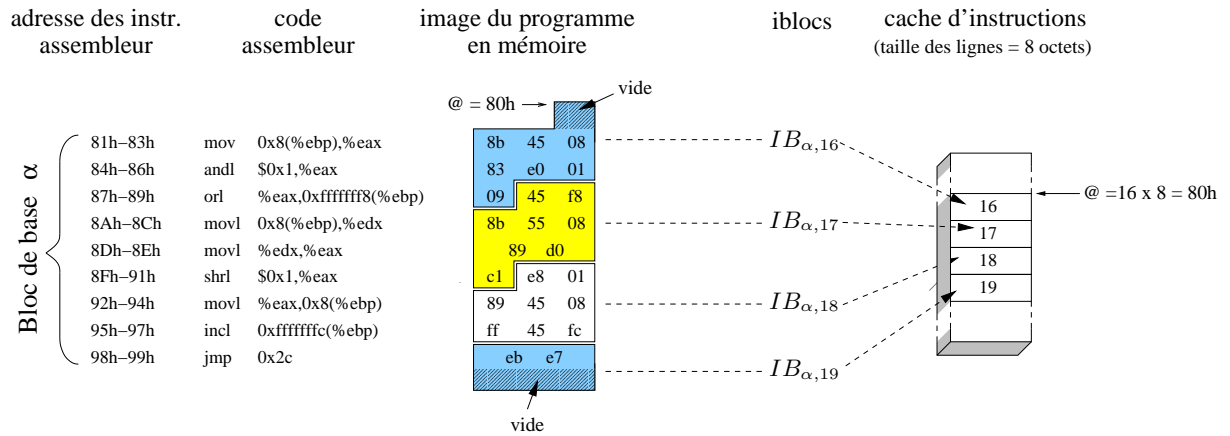 adresse des instr. assembleur
code assembleur
image du programme en mémoire
iblocs
cache d'instructions
(taille des lignes = 8 octets)
vide
@ = 80h
Bloc de base α
81h–83h mov 0x8(%ebp),%eax 8b 45 08
84h–86h andl $0x1,%eax 83 e0 01
87h–89h orl %eax,0xfffffff8(%ebp) 09 45 f8
8Ah–8Ch movl 0x8(%ebp),%edx 8b 55 08
8Dh–8Eh movl %edx,%eax 89 d0
8Fh–91h shrl $0x1,%eax c1 e8 01
92h–94h movl %eax,0x8(%ebp) 89 45 08
95h–97h incl 0xfffffffc(%ebp) ff 45 fc
98h–99h jmp 0x2c eb e7
vide
IBα,16
IBα,17
IBα,18
IBα,19
@ =16 x 8 = 80h
16
17
18
19